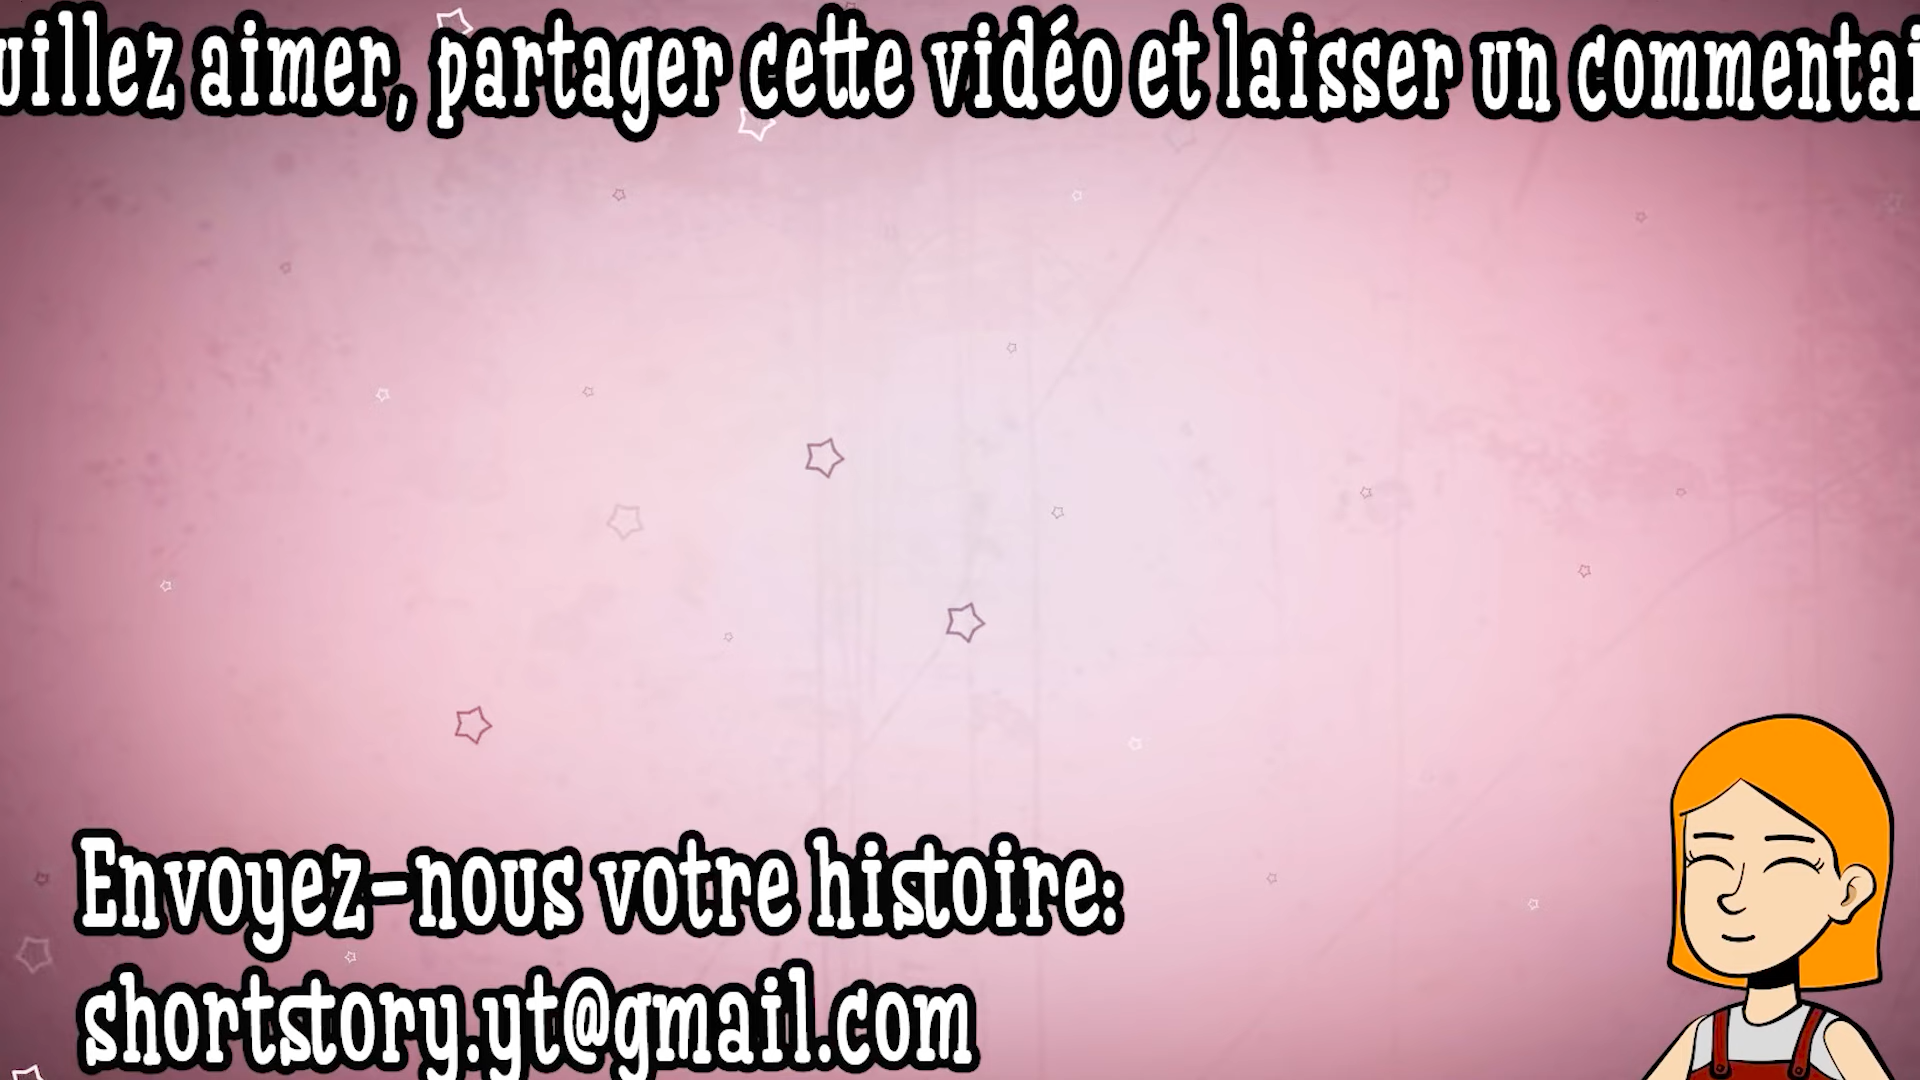 uillez aimer, partager cette vidéo et laisser un commentai
Envoyez-nous votre histoire:
shortstory.yt@gmail.com